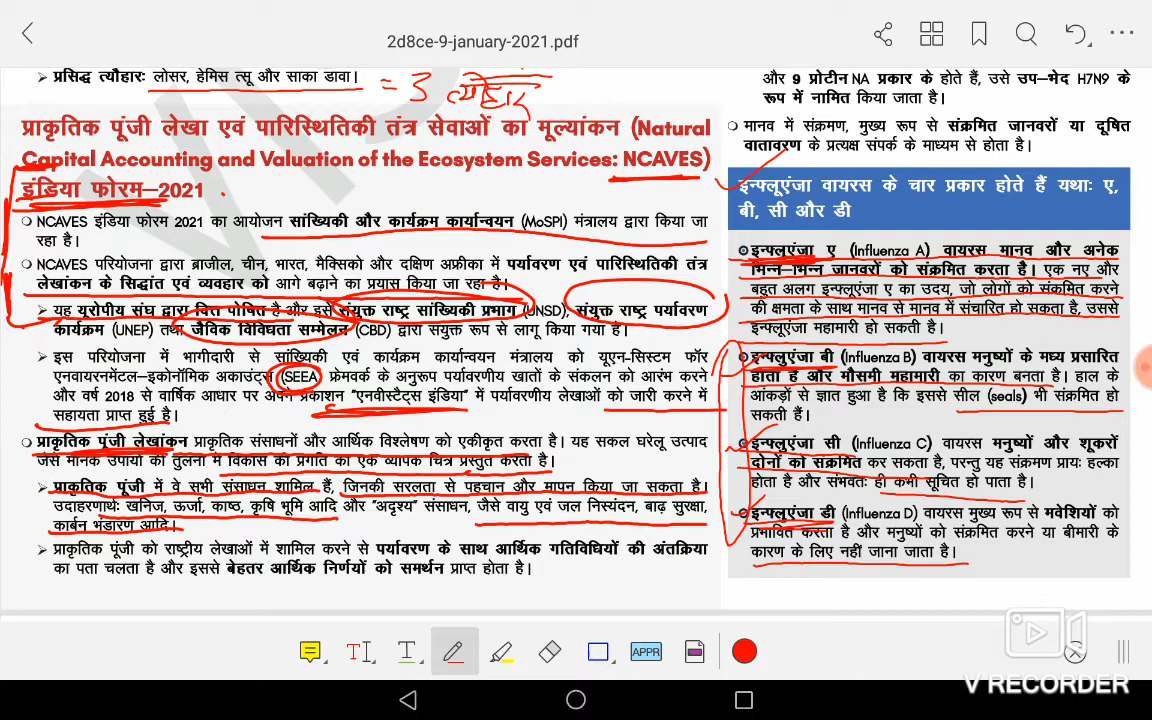 2d8ce-9-january-2021.pdf
➢ प्रसिद्ध त्यौहारः लोसर, हेमिस त्सू और साका डावा।
= 3 त्यौहार
प्राकृतिक पूंजी लेखा एवं पारिस्थितिकी तंत्र सेवाओं का मूल्यांकन (Natural
Capital Accounting and Valuation of the Ecosystem Services: NCAVES)
इंडिया फोरम–2021
○ NCAVES इंडिया फोरम 2021 का आयोजन सांख्यिकी और कार्यक्रम कार्यान्वयन (MoSPI) मंत्रालय द्वारा किया जा
रहा है।
○ NCAVES परियोजना द्वारा ब्राजील, चीन, भारत, मैक्सिको और दक्षिण अफ्रीका में पर्यावरण एवं पारिस्थितिकी तंत्र
लेखांकन के सिद्धांत एवं व्यवहार को आगे बढ़ाने का प्रयास किया जा रहा है।
➢ यह यूरोपीय संघ द्वारा वित्त पोषित है और इसे संयुक्त राष्ट्र सांख्यिकी प्रभाग (UNSD), संयुक्त राष्ट्र पर्यावरण
कार्यक्रम (UNEP) तथा जैविक विविधता सम्मेलन (CBD) द्वारा संयुक्त रूप से लागू किया गया है।
➢ इस परियोजना में भागीदारी से सांख्यिकी एवं कार्यक्रम कार्यान्वयन मंत्रालय को यूएन–सिस्टम फॉर
एनवायरनमेंटल–इकोनॉमिक अकाउंट्स (SEEA) फ्रेमवर्क के अनुरूप पर्यावरणीय खातों के संकलन को आरंभ करने
और वर्ष 2018 से वार्षिक आधार पर अपने प्रकाशन "एनवीस्टैट्स इंडिया" में पर्यावरणीय लेखाओं को जारी करने में
सहायता प्राप्त हुई है।
○ प्राकृतिक पूंजी लेखांकन प्राकृतिक संसाधनों और आर्थिक विश्लेषण को एकीकृत करता है। यह सकल घरेलू उत्पाद
जैसे मानक उपायों की तुलना में विकास की प्रगति की एक व्यापक चित्र प्रस्तुत करता है।
➢ प्राकृतिक पूंजी में वे सभी संसाधन शामिल हैं, जिनकी सरलता से पहचान और मापन किया जा सकता है।
उदाहरणार्थः खनिज, ऊर्जा, काष्ठ, कृषि भूमि आदि और "अदृश्य" संसाधन, जैसे वायु एवं जल निस्यंदन, बाढ़ सुरक्षा,
कार्बन भंडारण आदि।
➢ प्राकृतिक पूंजी को राष्ट्रीय लेखाओं में शामिल करने से पर्यावरण के साथ आर्थिक गतिविधियों की अंतक्रिया
का पता चलता है और इससे बेहतर आर्थिक निर्णयों को समर्थन प्राप्त होता है।
और 9 प्रोटीन NA प्रकार के होते हैं, उसे उप–भेद H7N9 के
रूप में नामित किया जाता है।
○ मानव में संक्रमण, मुख्य रूप से संक्रमित जानवरों या दूषित
वातावरण के प्रत्यक्ष संपर्क के माध्यम से होता है।
इन्फ्लूएंजा वायरस के चार प्रकार होते हैं यथाः ए,
बी, सी और डी
इन्फ्लूएंजा ए (Influenza A) वायरस मानव और अनेक
भिन्न–भिन्न जानवरों को संक्रमित करता है। एक नए और
बहुत अलग इन्फ्लूएंजा ए का उदय, जो लोगों को संक्रमित करने
की क्षमता के साथ मानव से मानव में संचारित हो सकता है, उससे
इन्फ्लूएंजा महामारी हो सकती है।
इन्फ्लूएंजा बी (Influenza B) वायरस मनुष्यों के मध्य प्रसारित
होता है और मौसमी महामारी का कारण बनता है। हाल के
आंकड़ों से ज्ञात हुआ है कि इससे सील (seals) भी संक्रमित हो
सकती हैं।
इन्फ्लूएंजा सी (Influenza C) वायरस मनुष्यों और शूकरों
दोनों को संक्रमित कर सकता है, परन्तु यह संक्रमण प्रायः हल्का
होता है और संभवतः ही कभी सूचित हो पाता है।
इन्फ्लूएंजा डी (Influenza D) वायरस मुख्य रूप से मवेशियों को
प्रभावित करता है और मनुष्यों को संक्रमित करने या बीमारी के
कारण के लिए नहीं जाना जाता है।
APPR
V RECORDER